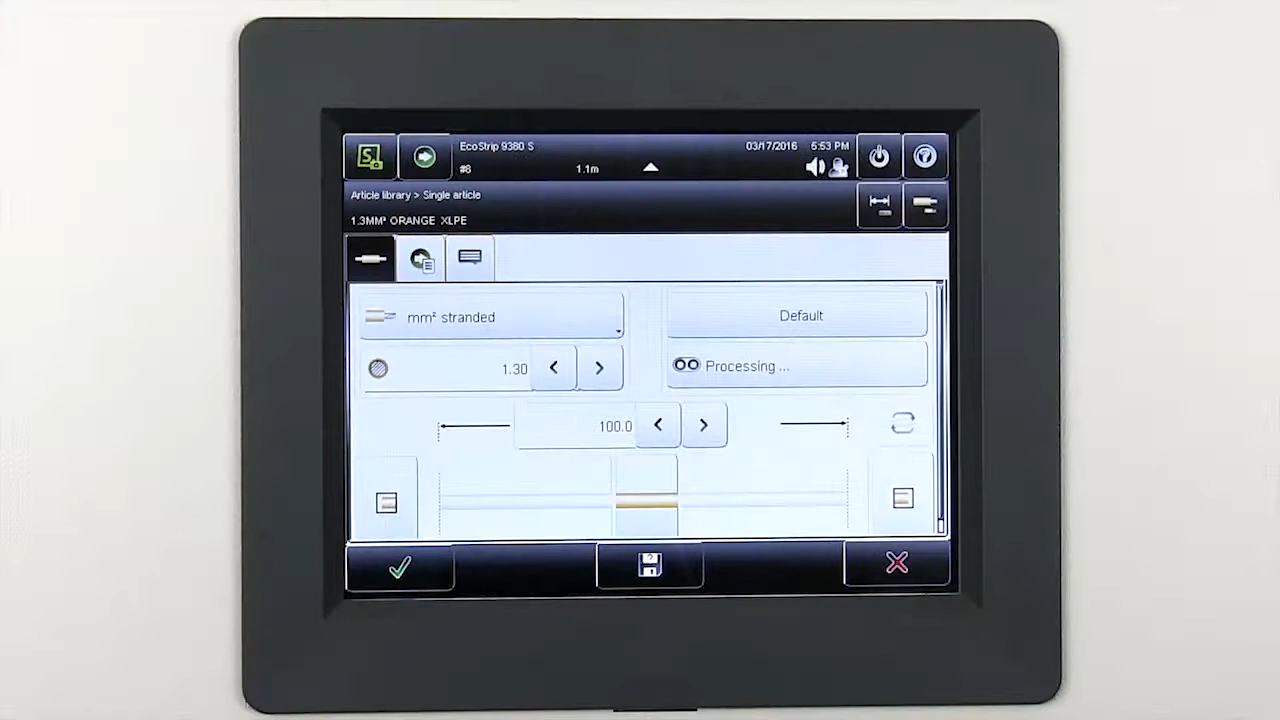 EcoStrip 9380 S
03/17/2016 5:53 PM
#8 1.1m
Article library > Single article
1.3MM² ORANGE XLPE
mm² stranded
Default
1.30
Processing ...
100.0